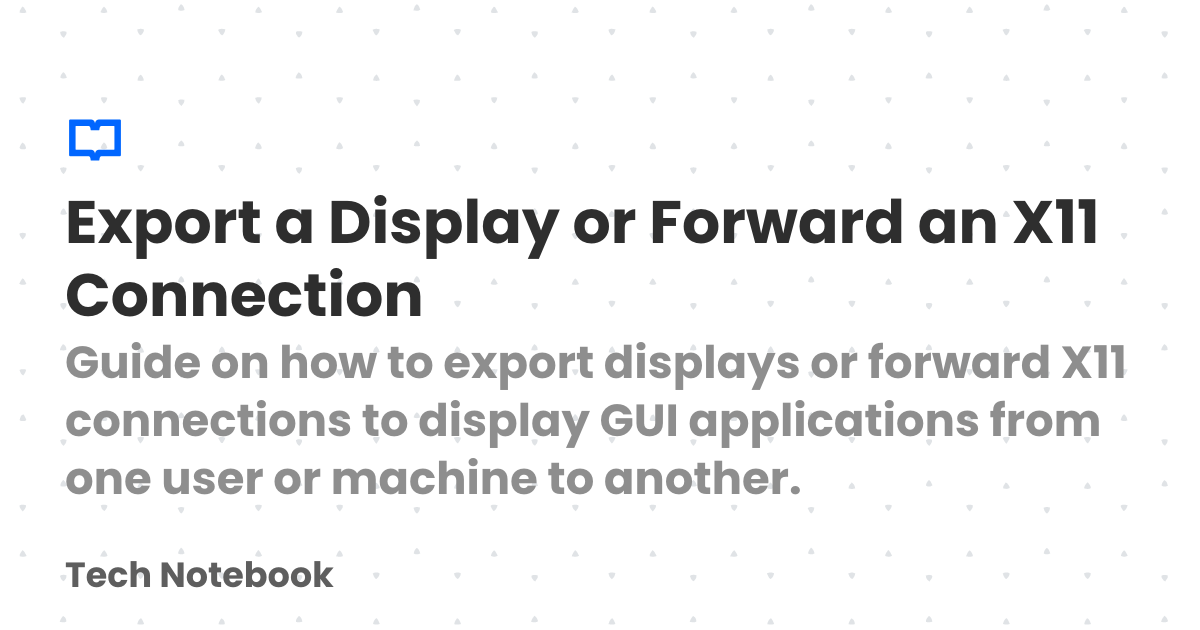 Export a Display or Forward an X11
Connection
Guide on how to export displays or forward X11
connections to display GUI applications from
one user or machine to another.
Tech Notebook